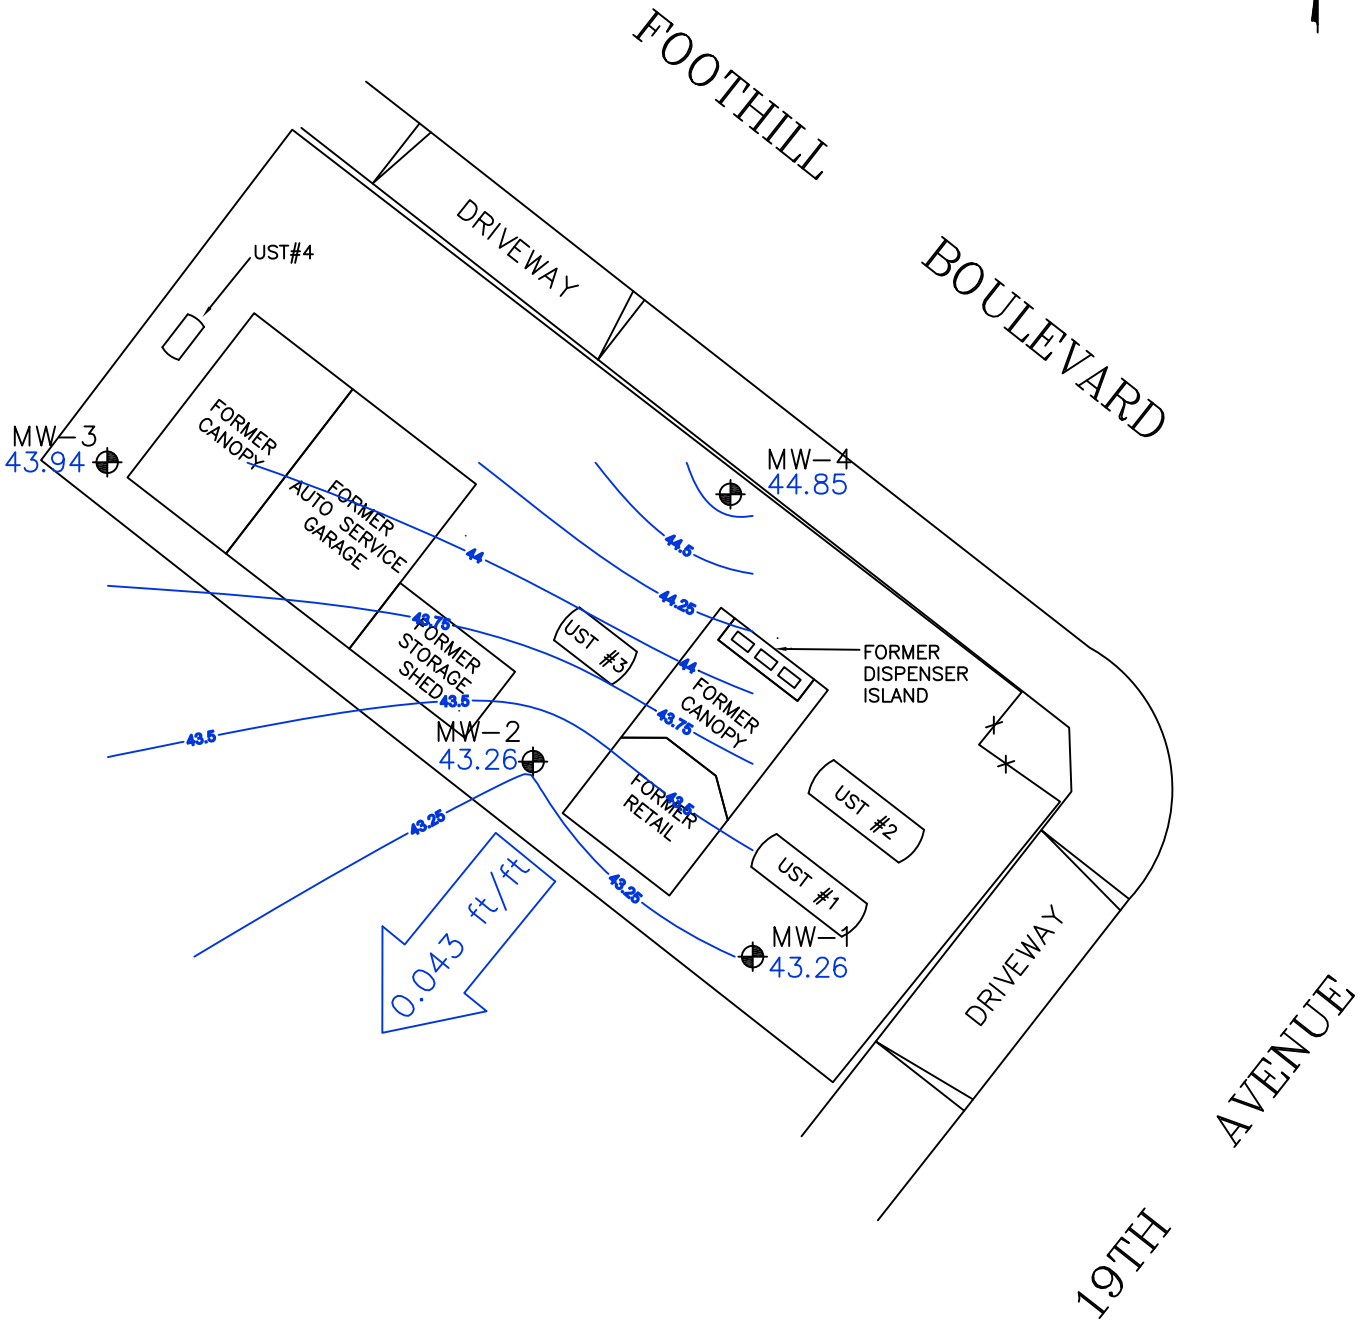 FOOTHILL
BOULEVARD
DRIVEWAY
UST#4
FORMER
CANOPY
MW-3
43.94
FORMER
AUTO SERVICE
GARAGE
MW-4
44.85
44.5
44
44.25
43.75
FORMER
STORAGE
SHED
UST #3
44
FORMER
DISPENSER
ISLAND
FORMER
CANOPY
43.5
43.75
43.5
MW-2
43.26
FORMER
RETAIL
43.5
UST #2
43.25
UST #1
43.25
0.043 ft/ft
MW-1
43.26
DRIVEWAY
19TH
AVENUE